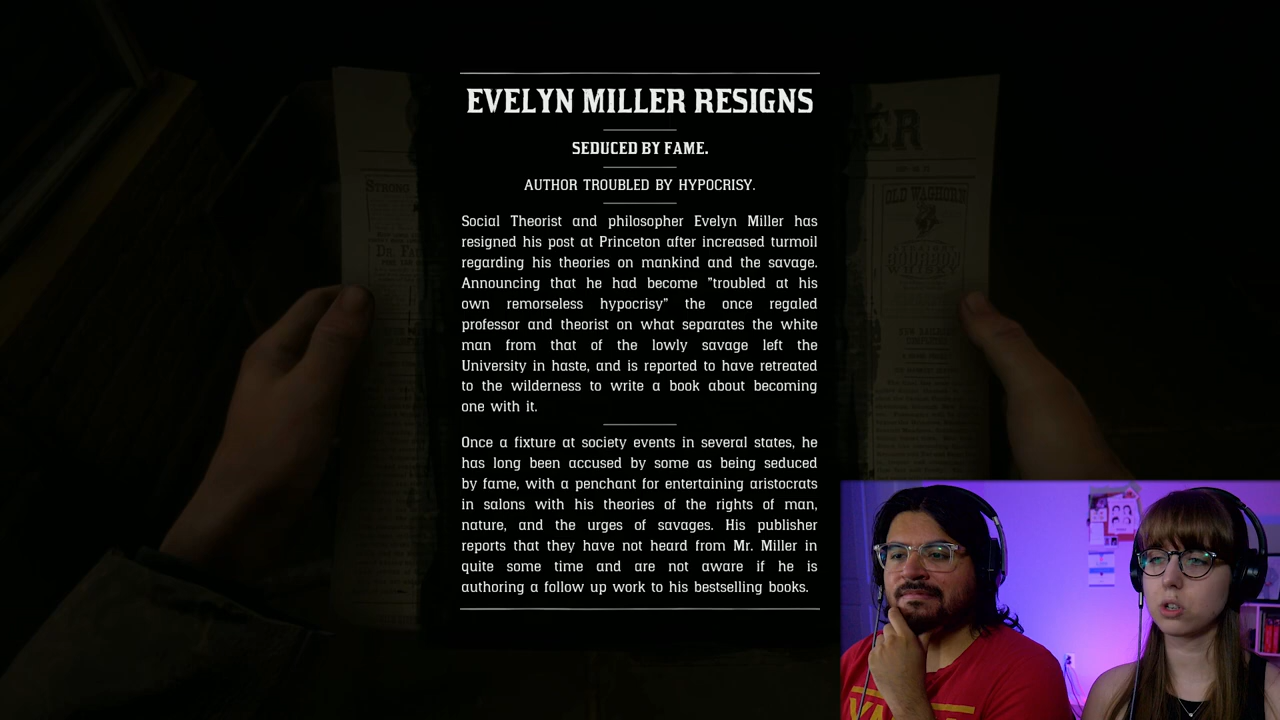 EVELYN MILLER RESIGNS
SEDUCED BY FAME.
AUTHOR TROUBLED BY HYPOCRISY.
Social Theorist and philosopher Evelyn Miller has
resigned his post at Princeton after increased turmoil
regarding his theories on mankind and the savage.
Announcing that he had become "troubled at his
own remorseless hypocrisy" the once regaled
professor and theorist on what separates the white
man from that of the lowly savage left the
University in haste, and is reported to have retreated
to the wilderness to write a book about becoming
one with it.
Once a fixture at society events in several states, he
has long been accused by some as being seduced
by fame, with a penchant for entertaining aristocrats
in salons with his theories of the rights of man,
nature, and the urges of savages. His publisher
reports that they have not heard from Mr. Miller in
quite some time and are not aware if he is
authoring a follow up work to his bestselling books.
OLD WAGHORN